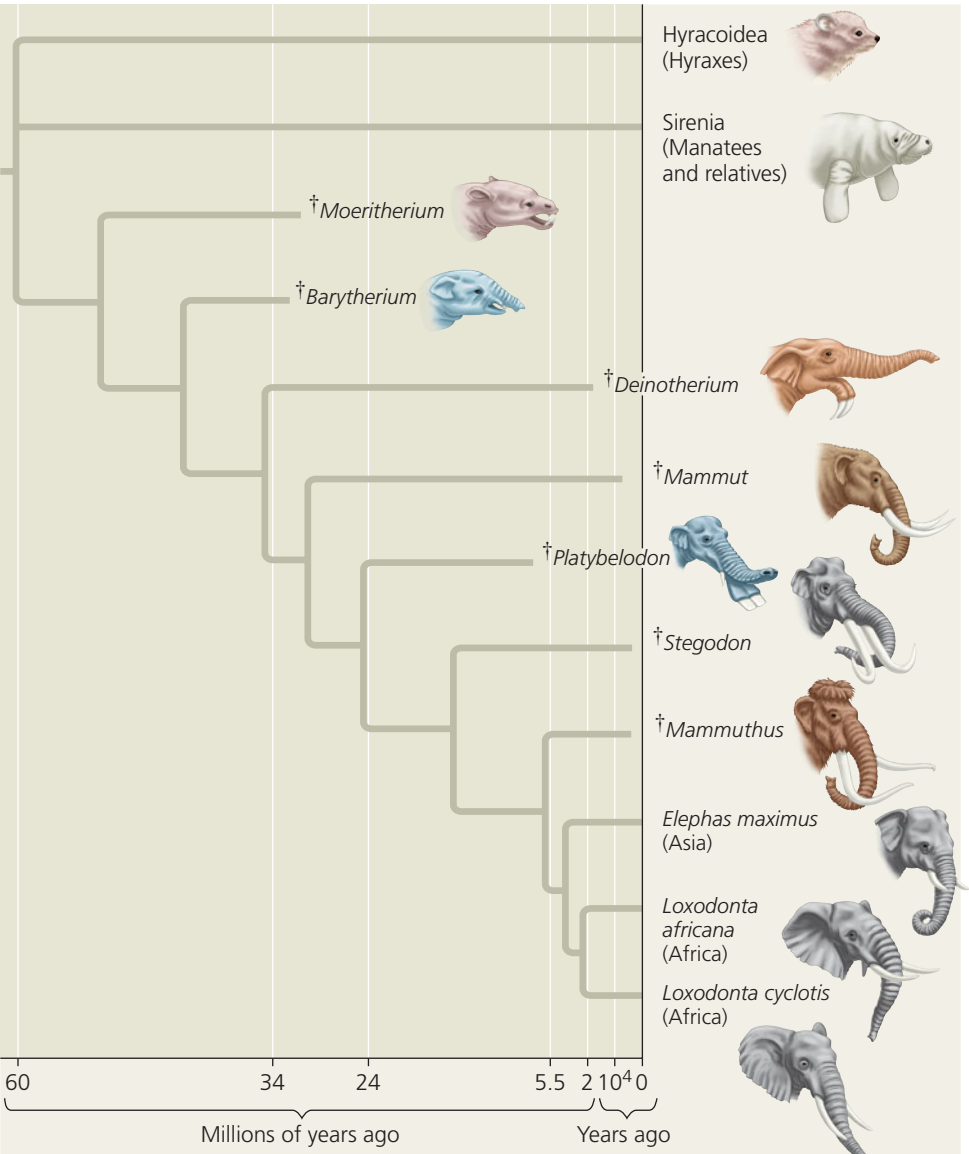 Hyracoidea
(Hyraxes)
Sirenia
(Manatees
and relatives)
†Moeritherium
†Barytherium
†Deinotherium
†Mammut
†Platybelodon
†Stegodon
†Mammuthus
Elephas maximus
(Asia)
Loxodonta
africana
(Africa)
Loxodonta cyclotis
(Africa)
60 34 24 5.5 2 10⁴ 0
Millions of years ago Years ago